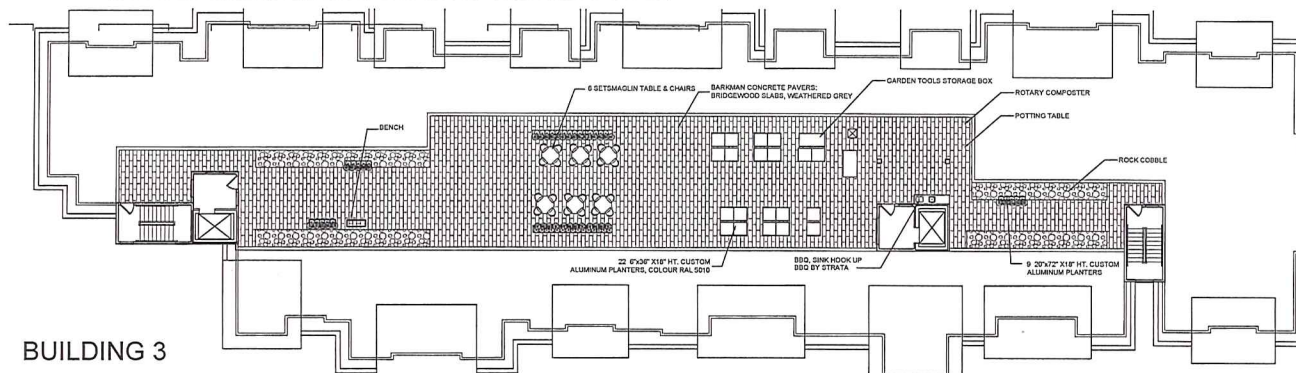 6 SETSMAGLIN TABLE & CHAIRS
BARKMAN CONCRETE PAVERS;
BRIDGEWOOD SLABS, WEATHERED GREY
GARDEN TOOLS STORAGE BOX
ROTARY COMPOSTER
POTTING TABLE
BENCH
ROCK COBBLE
22 6"x36" X18" HT. CUSTOM
ALUMINUM PLANTERS, COLOUR RAL 5010
BBQ, SINK HOOK UP
BBQ BY STRATA
9 20"x72" X18" HT. CUSTOM
ALUMINUM PLANTERS
BUILDING 3